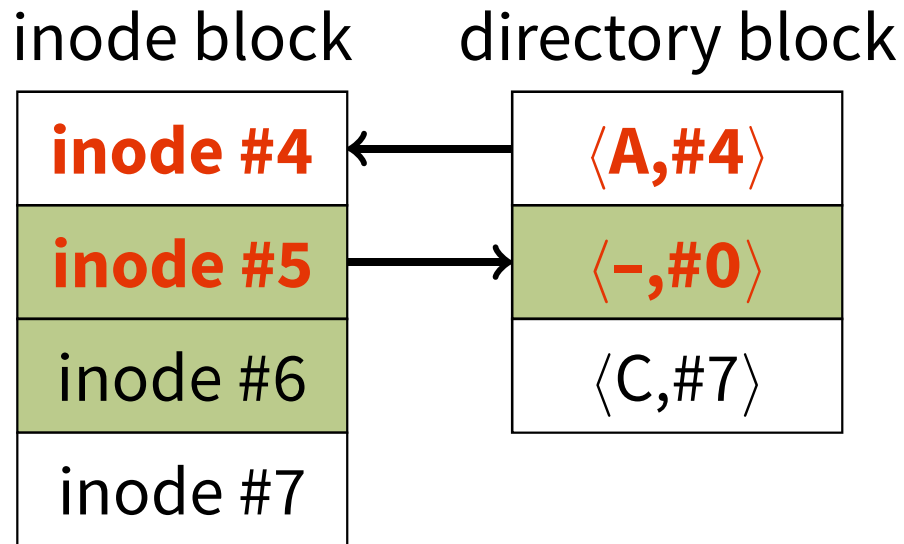 inode block
directory block
inode #4
⟨A,#4⟩
inode #5
⟨–,#0⟩
inode #6
⟨C,#7⟩
inode #7